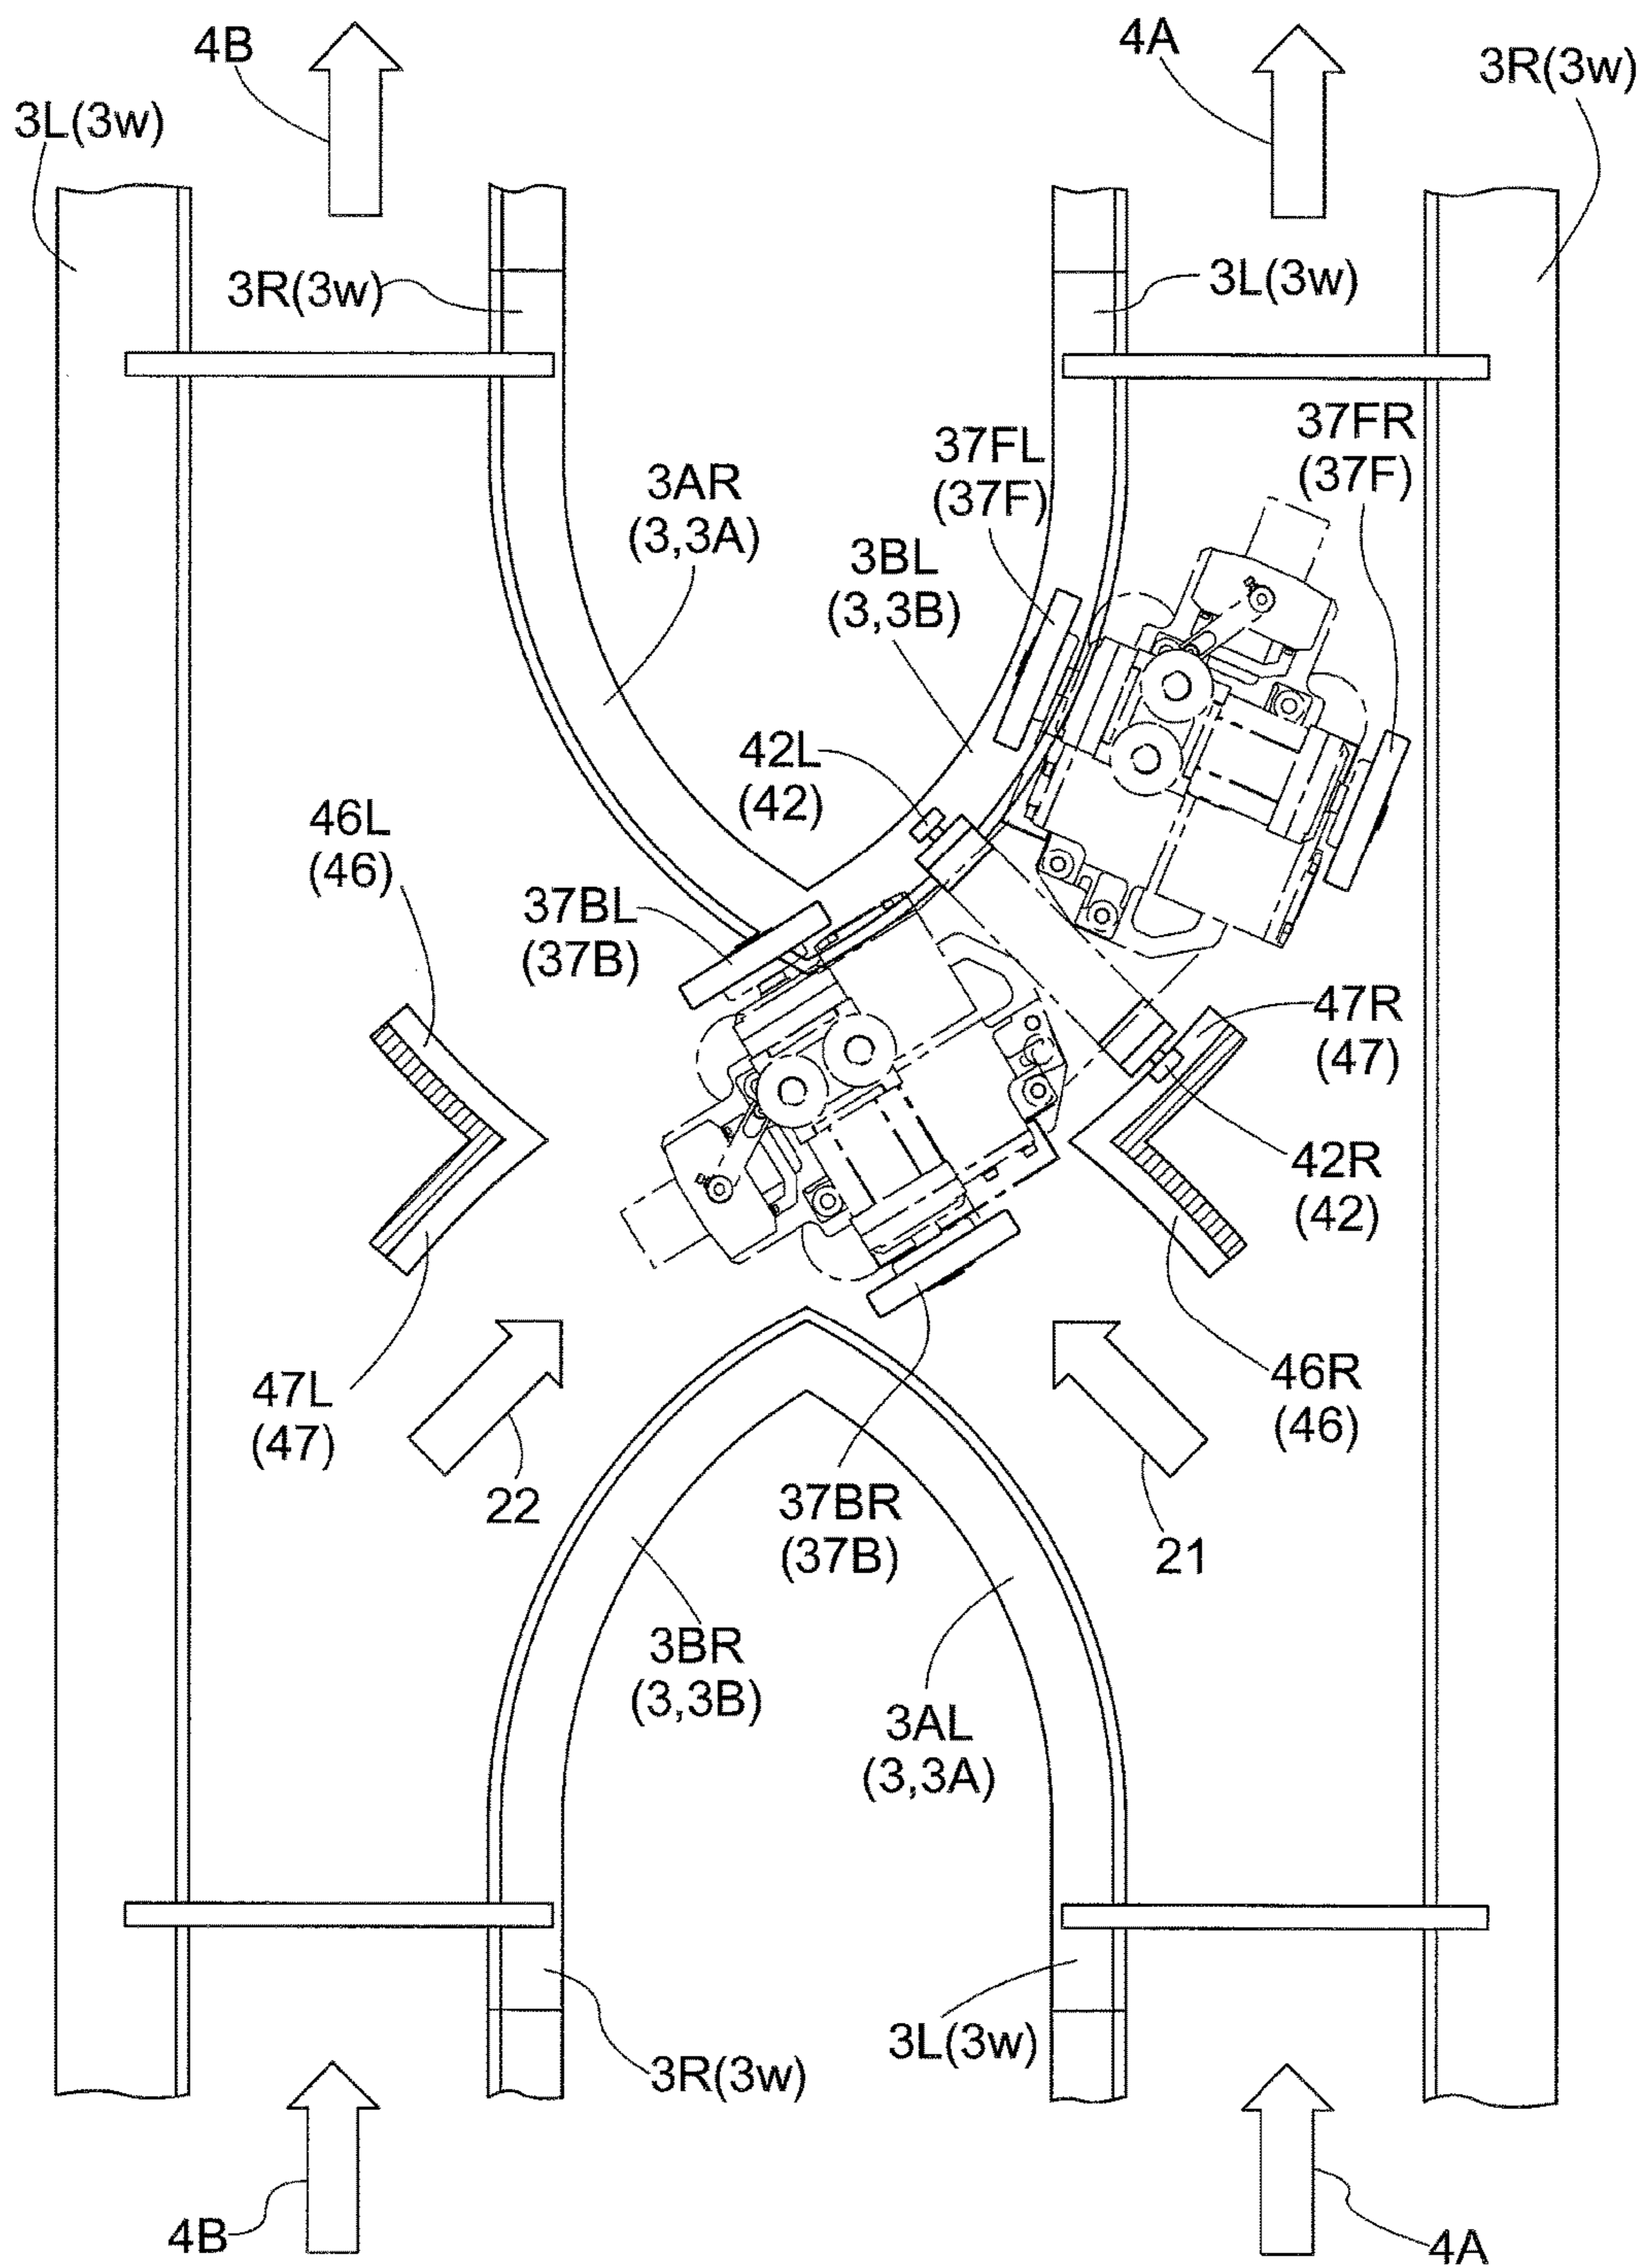 4B
4A
3R(3w)
3L(3w)
3R(3w)
3L(3w)
37FR
(37F)
37FL
(37F)
3AR
(3,3A)
3BL
(3,3B)
42L
(42)
46L
(46)
37BL
(37B)
47R
(47)
42R
(42)
46R
(46)
47L
(47)
22
37BR
(37B)
21
3BR
(3,3B)
3AL
(3,3A)
3L(3w)
3R(3w)
4B
4A